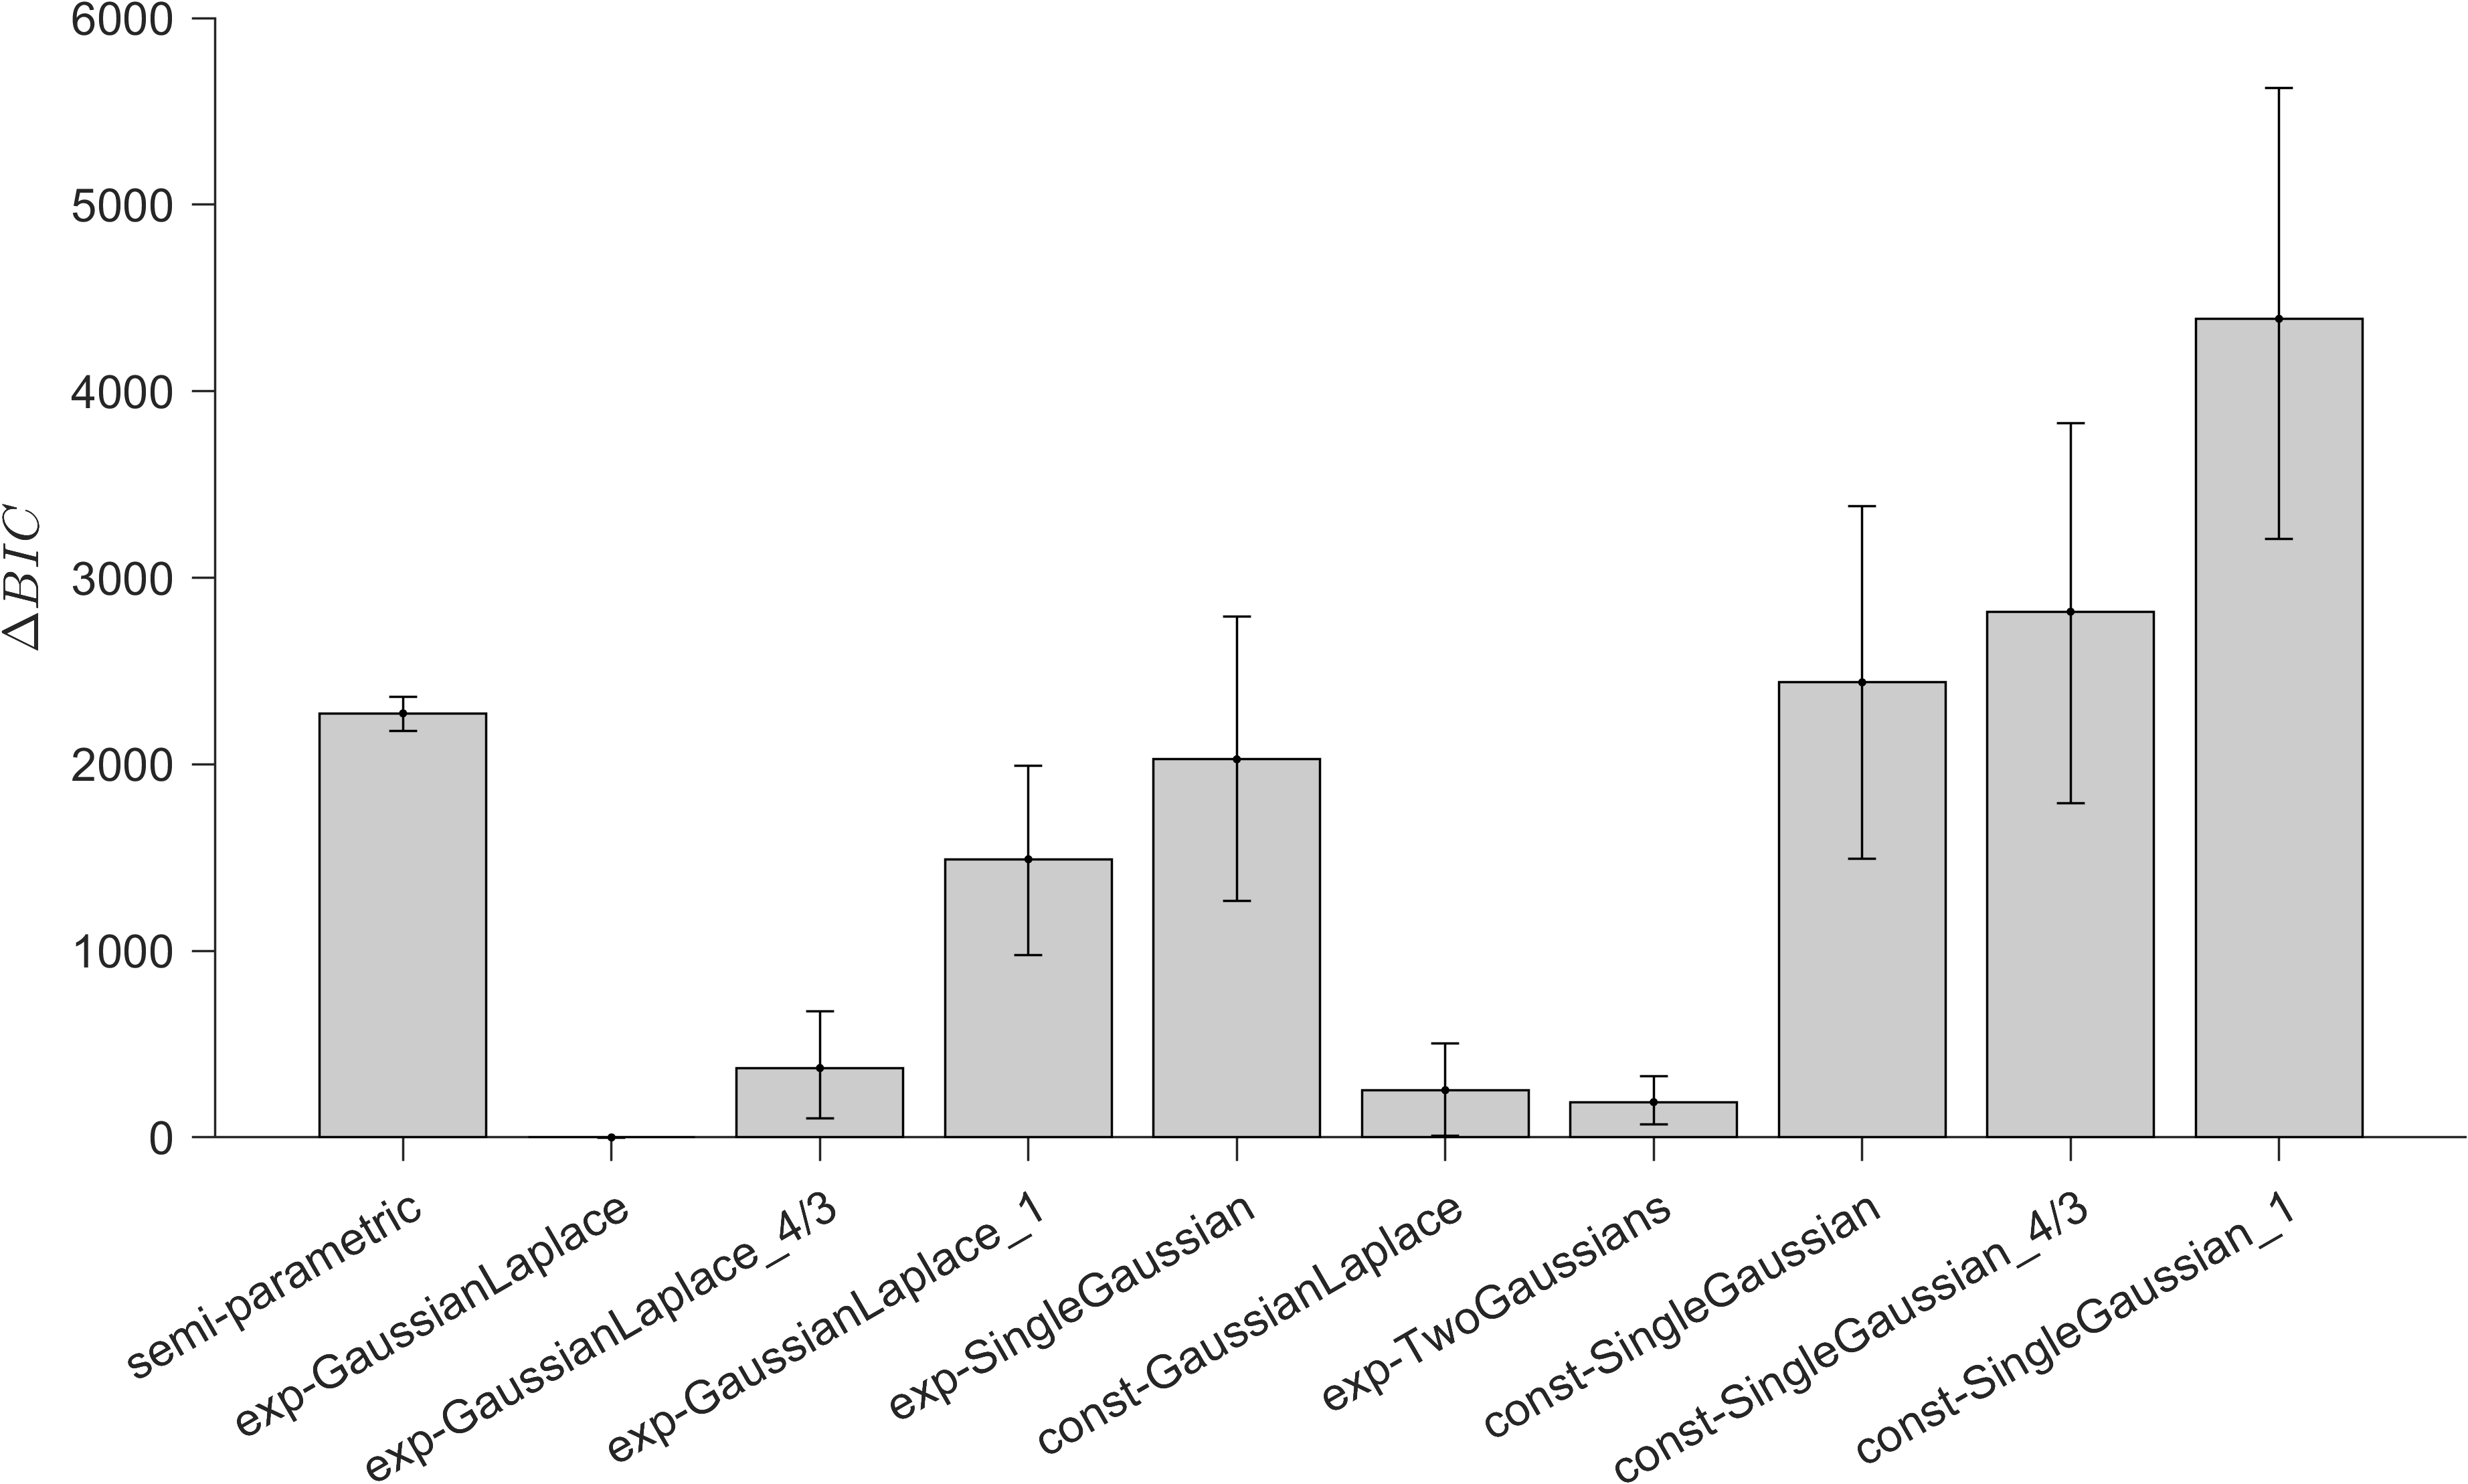 6000
5000
4000
3000
2000
1000
0
ΔBIC
semi-parametric
exp-GaussianLaplace
exp-GaussianLaplace_4/3
exp-GaussianLaplace_1
exp-SingleGaussian
const-GaussianLaplace
exp-TwoGaussians
const-SingleGaussian
const-SingleGaussian_4/3
const-SingleGaussian_1